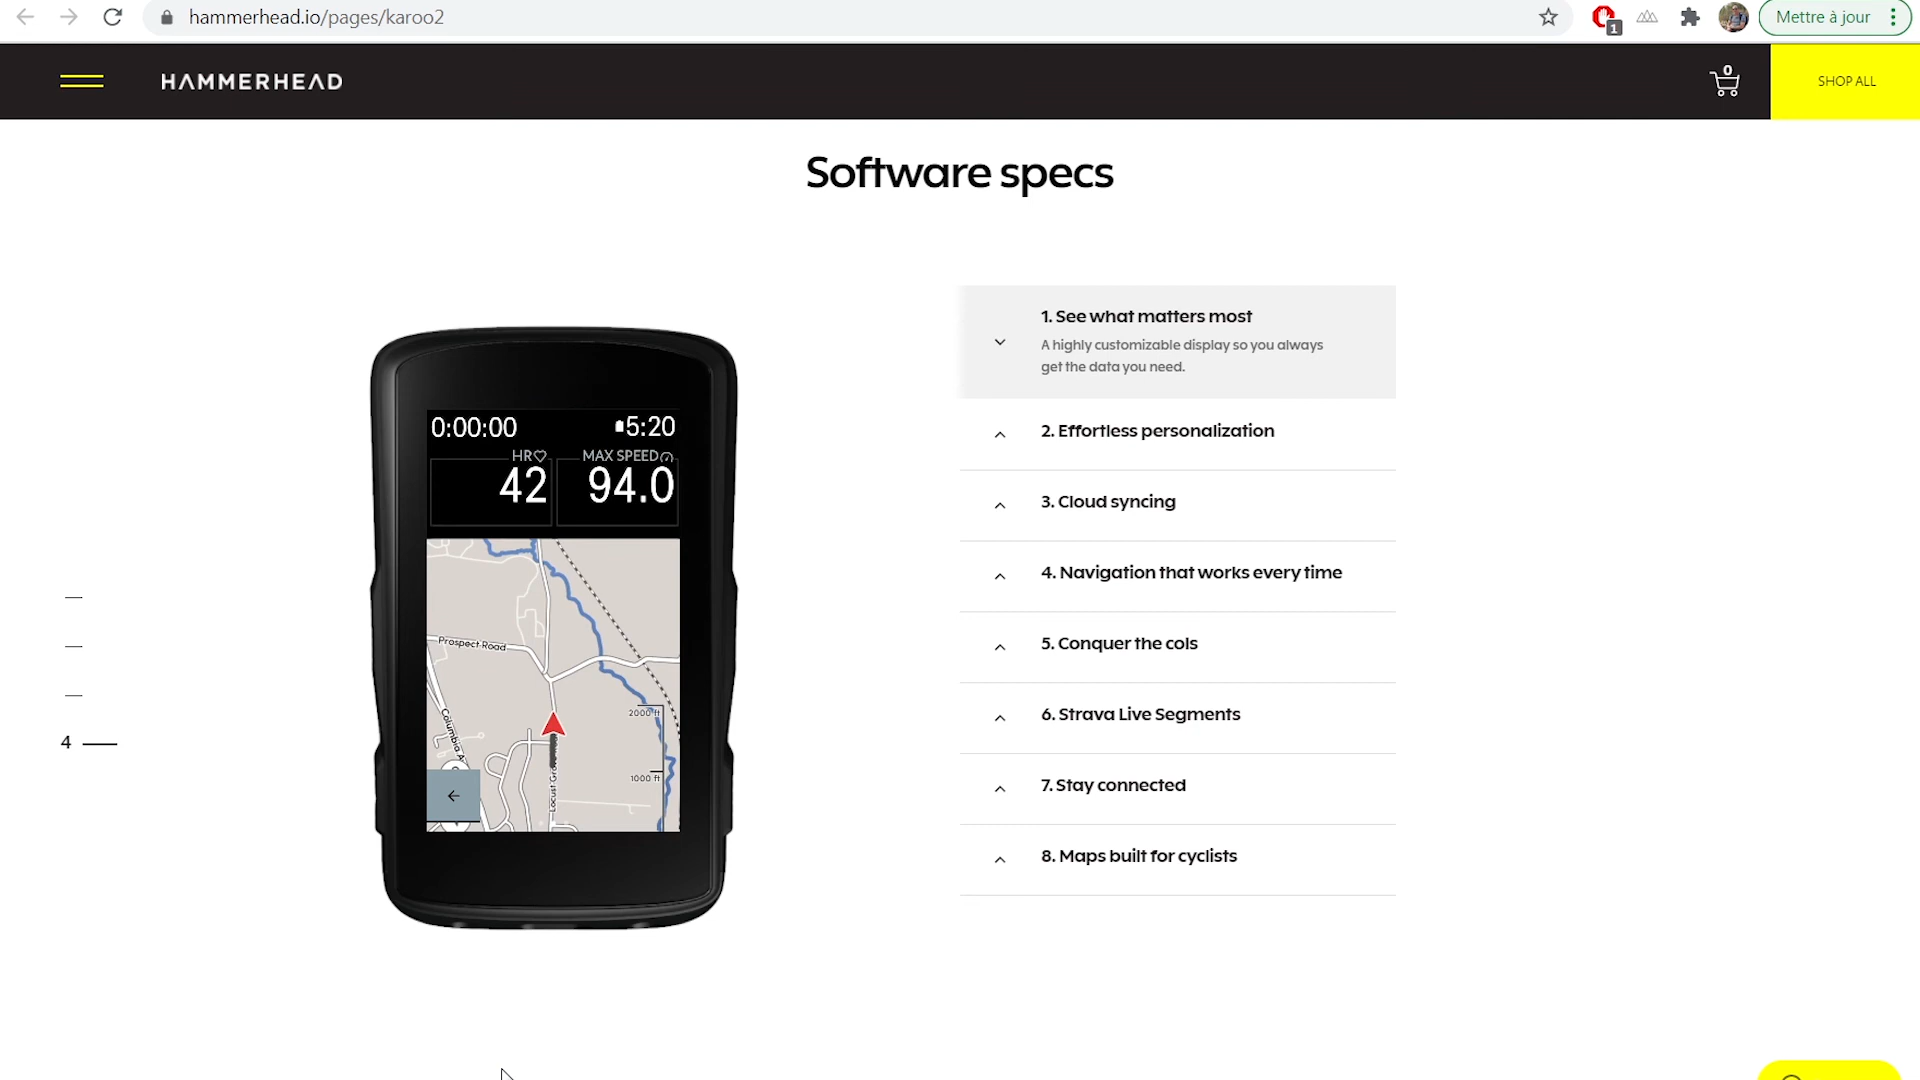 hammerhead.io/pages/karoo2
1
Mettre à jour
HAMMERHEAD
0
SHOP ALL
Software specs
0:00:00
5:20
HR
MAX SPEED
42
94.0
Prospect Road
Columbia A
2000 ft
1000 ft
1. See what matters most
A highly customizable display so you always
get the data you need.
2. Effortless personalization
3. Cloud syncing
4. Navigation that works every time
5. Conquer the cols
6. Strava Live Segments
7. Stay connected
8. Maps built for cyclists
4